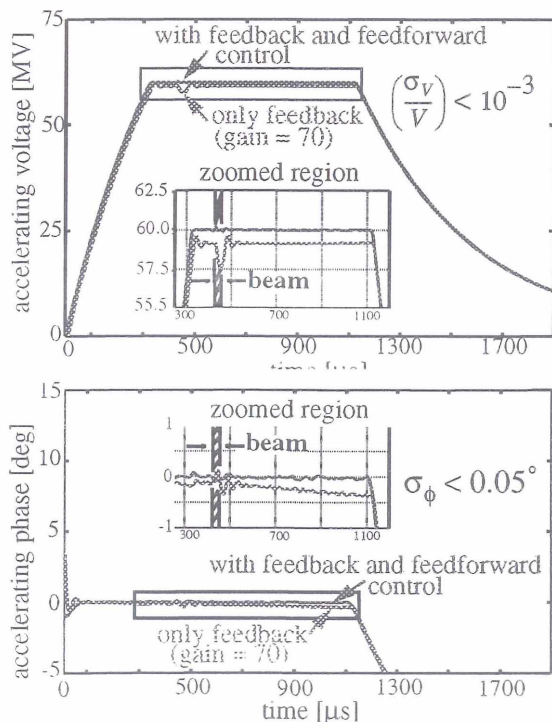 accelerating voltage [MV]
75
50
25
0
with feedback and feedforward
control
only feedback
(gain = 70)
(σV/V) < 10⁻³
zoomed region
62.5
60.0
57.5
55.5
beam
300 700 1100
0 500 900 1300 1700
time [µs]
accelerating phase [deg]
15
10
5
0
-5
zoomed region
1
0
-1
beam
300 700 1100
σϕ < 0.05°
with feedback and feedforward
control
only feedback
(gain = 70)
0 500 900 1300 1700
time [µs]